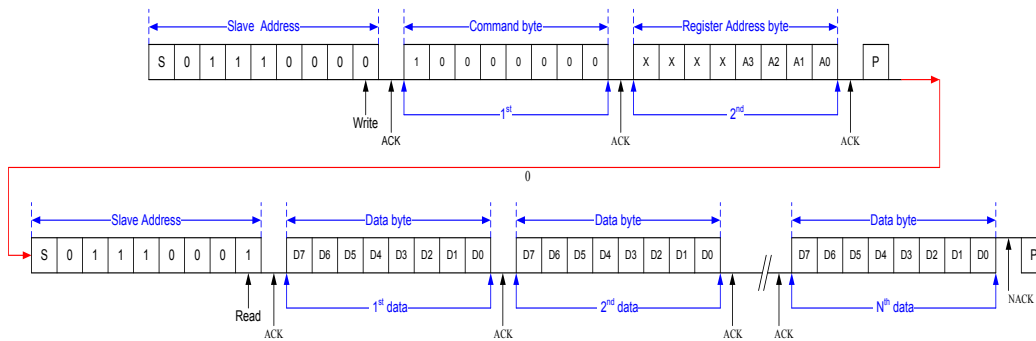 Slave Address Command byte Register Address byte
S 0 1 1 1 0 0 0 0 1 0 0 0 0 0 0 0 X X X X A3 A2 A1 A0 P
Write ACK 1st ACK 2nd ACK
0
Slave Address Data byte Data byte Data byte
S 0 1 1 1 0 0 0 1 D7 D6 D5 D4 D3 D2 D1 D0 D7 D6 D5 D4 D3 D2 D1 D0 // D7 D6 D5 D4 D3 D2 D1 D0 P
Read ACK 1st data ACK 2nd data ACK ACK Nth data NACK